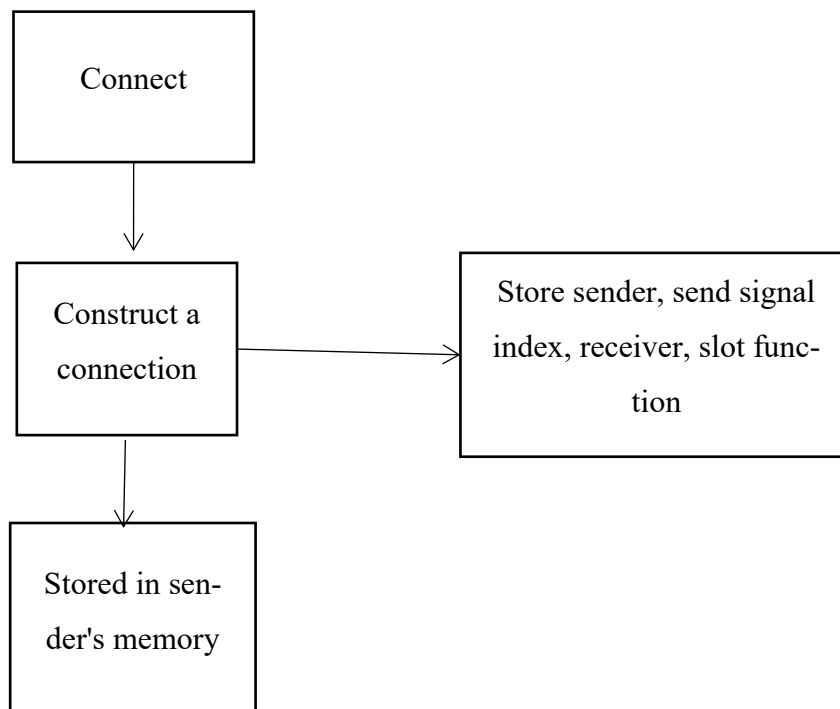 Connect
Construct a
connection
Store sender, send signal
index, receiver, slot func-
tion
Stored in sen-
der's memory